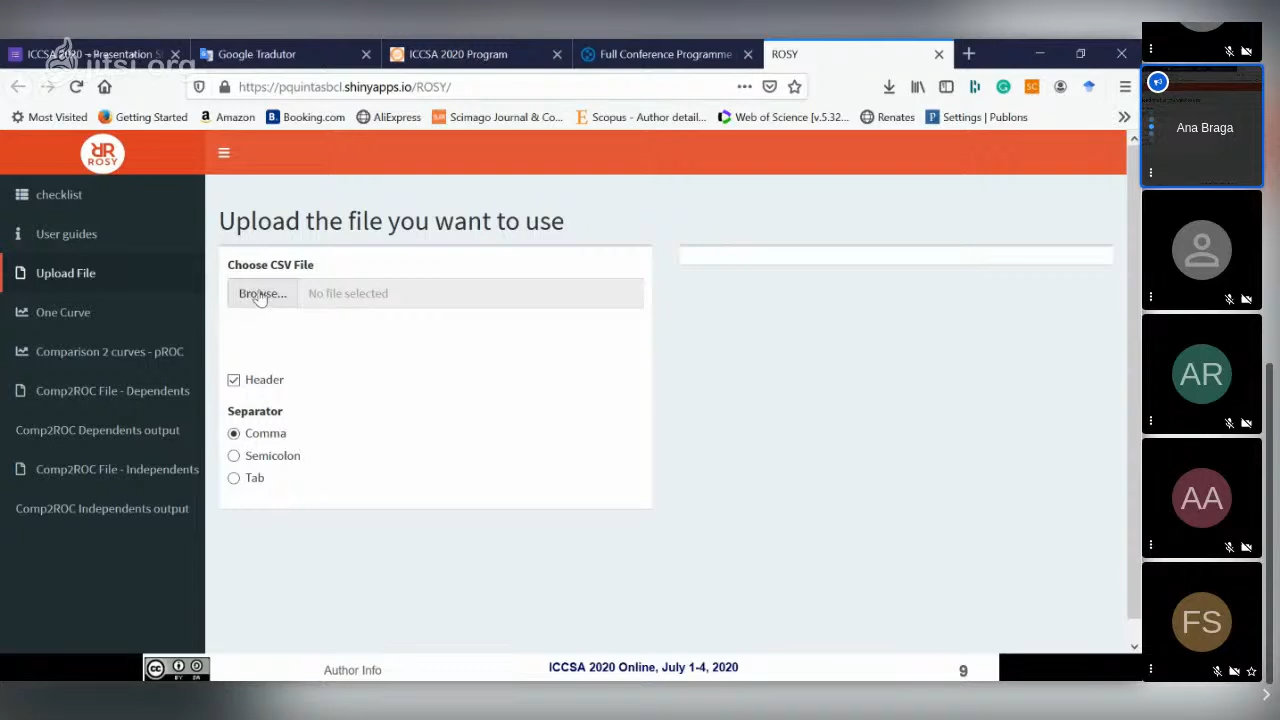 ICCSA 2020 – Presentation S
Google Tradutor
ICCSA 2020 Program
Full Conference Programme
ROSY
jitsi.org
https://pquintasbcl.shinyapps.io/ROSY/
Most Visited
Getting Started
Amazon
Booking.com
AliExpress
Scimago Journal & Co...
Scopus - Author detail...
Web of Science [v.5.32...
Renates
Settings | Publons
ROSY
checklist
User guides
Upload File
One Curve
Comparison 2 curves - pROC
Comp2ROC File - Dependents
Comp2ROC Dependents output
Comp2ROC File - Independents
Comp2ROC Independents output
Upload the file you want to use
Choose CSV File
Browse...
No file selected
Header
Separator
Comma
Semicolon
Tab
Author Info
ICCSA 2020 Online, July 1-4, 2020
9
Ana Braga
AR
AA
FS